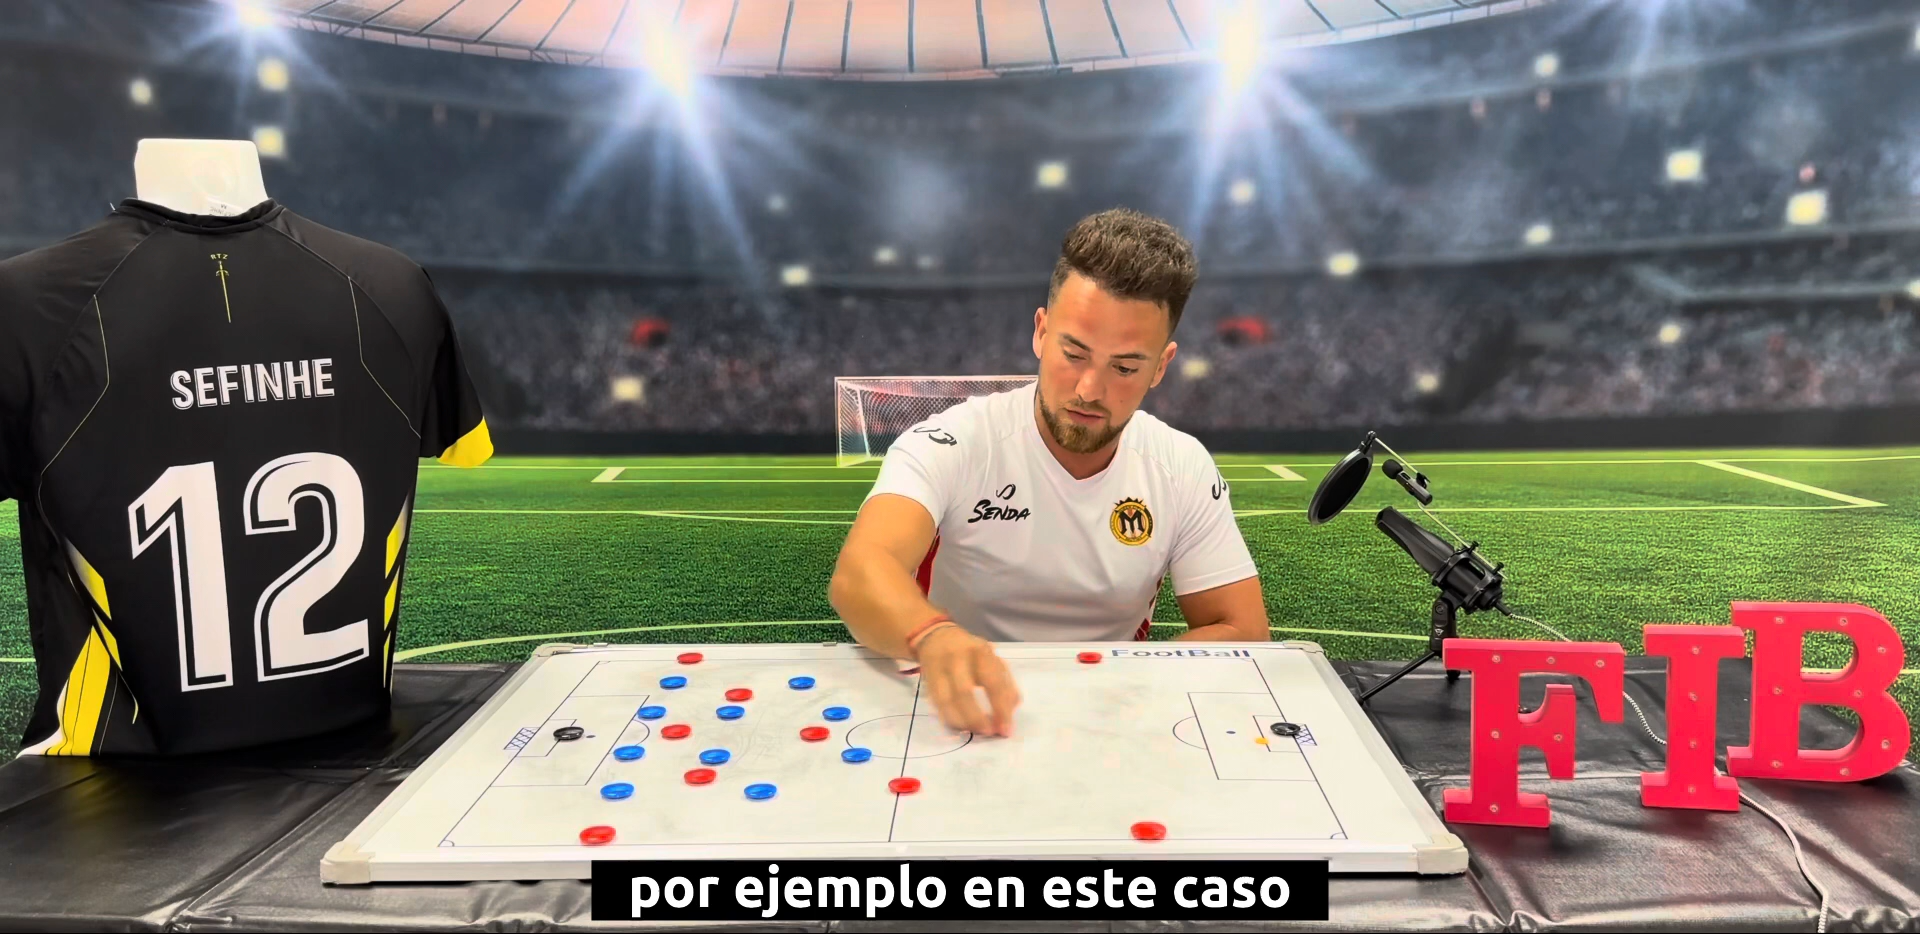 RTZ
SEFINHE
12
SENDA
M
FootBall
FIB
por ejemplo en este caso